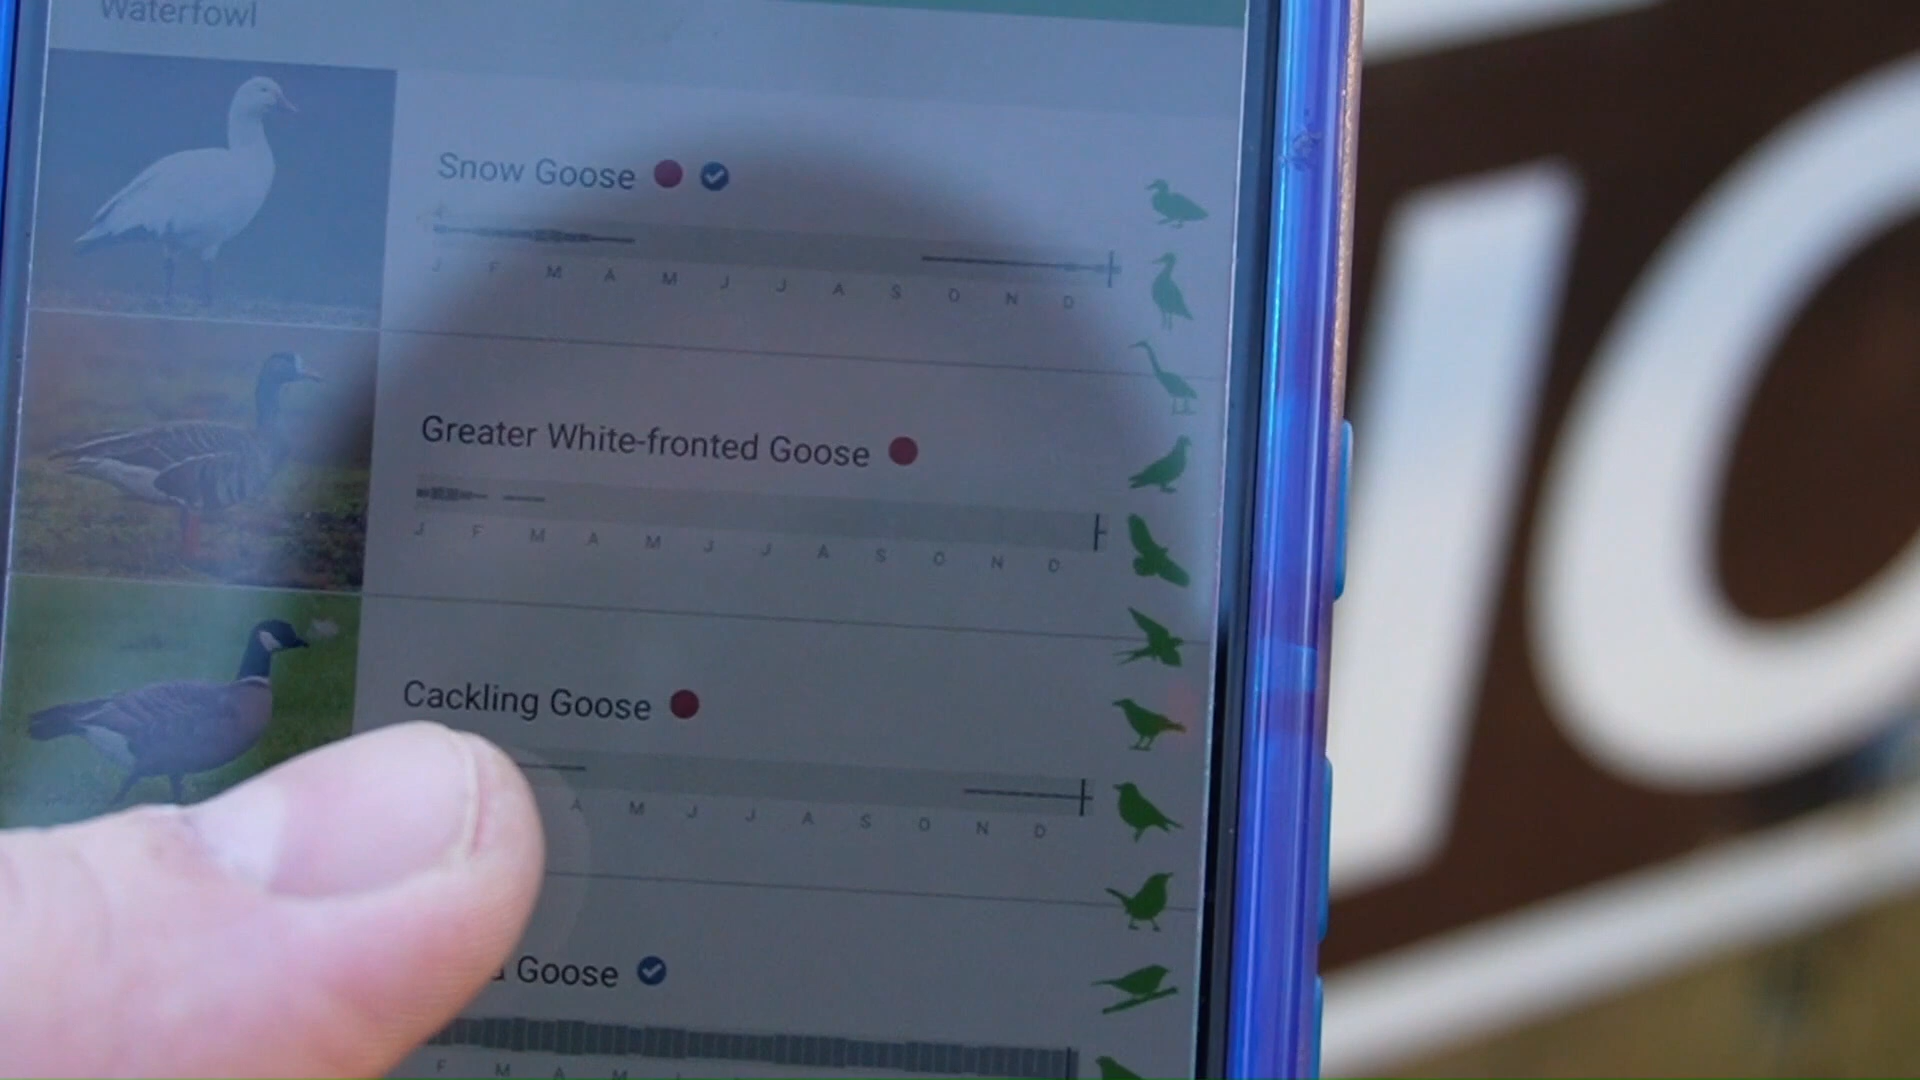 Waterfowl
Snow Goose
J F M A M J J A S O N D
Greater White-fronted Goose
J F M A M J J A S O N D
Cackling Goose
A M J J A S O N D
Goose
F M A M